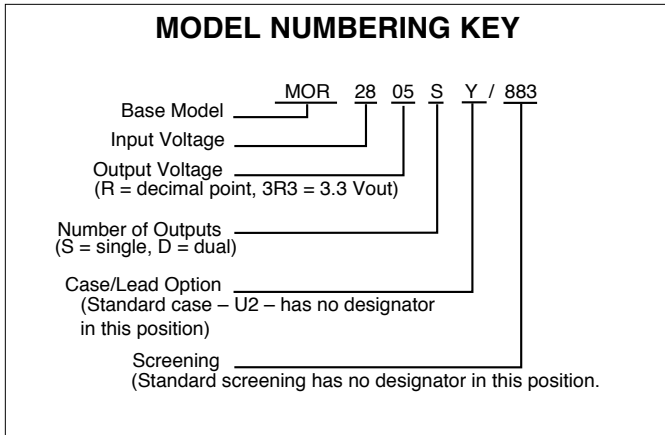 MODEL NUMBERING KEY
MOR 28 05 S Y / 883
Base Model
Input Voltage
Output Voltage
(R = decimal point, 3R3 = 3.3 Vout)
Number of Outputs
(S = single, D = dual)
Case/Lead Option
(Standard case – U2 – has no designator
in this position)
Screening
(Standard screening has no designator in this position.